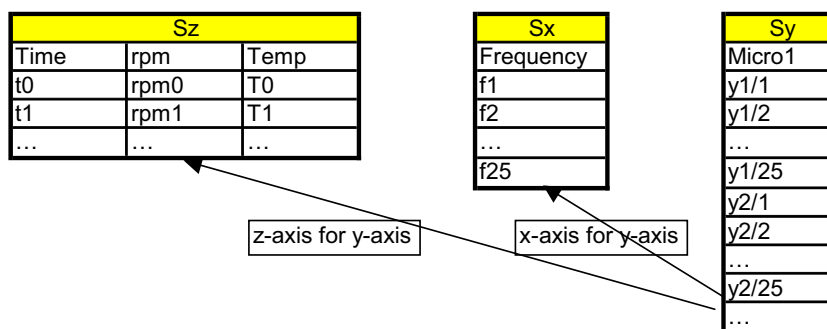 Sz
Time rpm Temp
t0 rpm0 T0
t1 rpm1 T1
... ... ...
Sx
Frequency
f1
f2
...
f25
Sy
Micro1
y1/1
y1/2
...
y1/25
y2/1
y2/2
...
y2/25
...
z-axis for y-axis
x-axis for y-axis